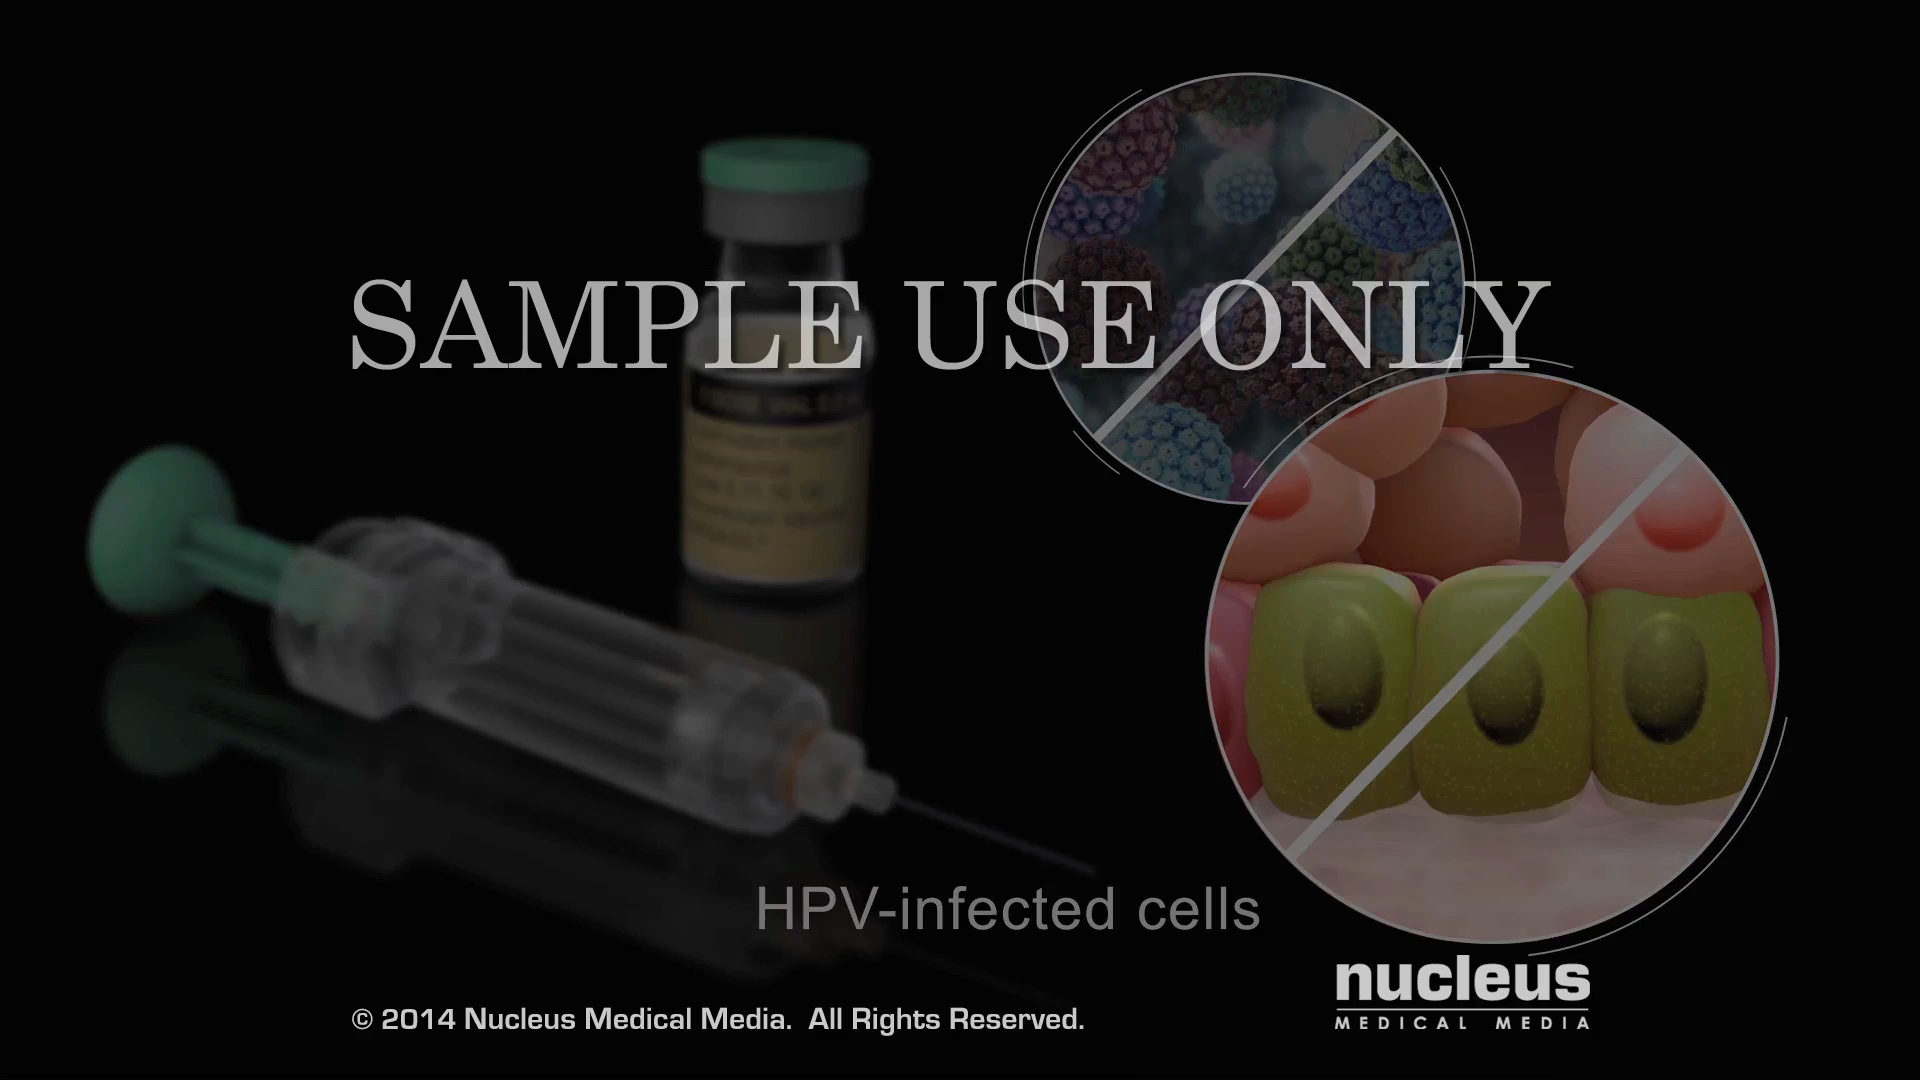 SAMPLE USE ONLY
HPV-infected cells
nucleus
MEDICAL MEDIA
© 2014 Nucleus Medical Media. All Rights Reserved.